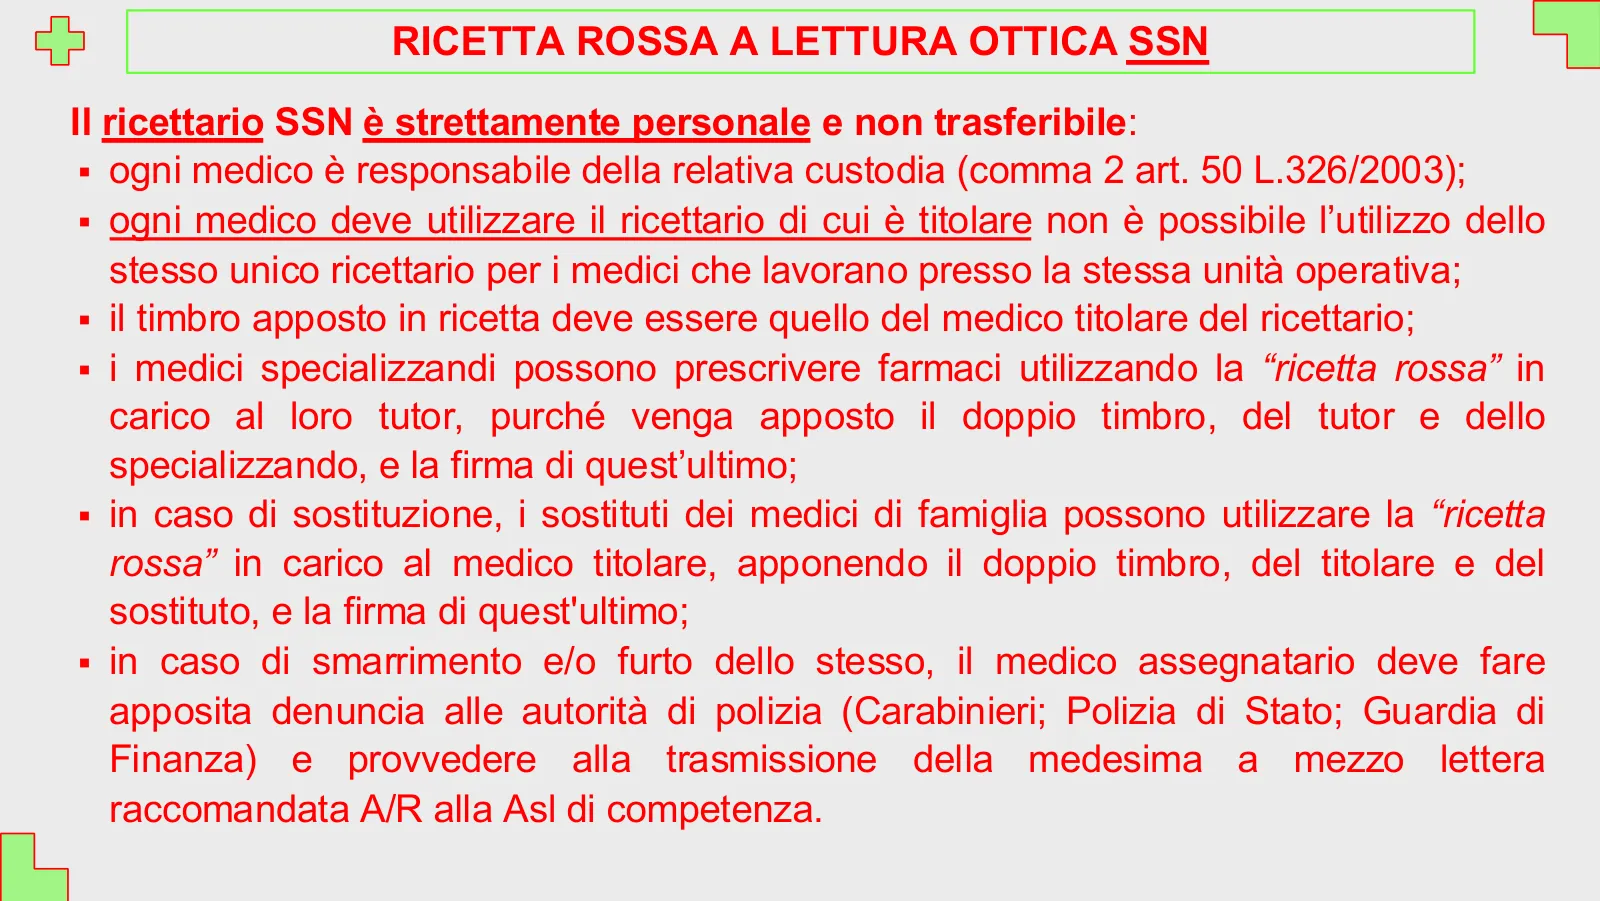 RICETTA ROSSA A LETTURA OTTICA SSN
Il ricettario SSN è strettamente personale e non trasferibile:
▪ ogni medico è responsabile della relativa custodia (comma 2 art. 50 L.326/2003);
▪ ogni medico deve utilizzare il ricettario di cui è titolare non è possibile l’utilizzo dello
stesso unico ricettario per i medici che lavorano presso la stessa unità operativa;
▪ il timbro apposto in ricetta deve essere quello del medico titolare del ricettario;
▪ i medici specializzandi possono prescrivere farmaci utilizzando la “ricetta rossa” in
carico al loro tutor, purché venga apposto il doppio timbro, del tutor e dello
specializzando, e la firma di quest’ultimo;
▪ in caso di sostituzione, i sostituti dei medici di famiglia possono utilizzare la “ricetta
rossa” in carico al medico titolare, apponendo il doppio timbro, del titolare e del
sostituto, e la firma di quest'ultimo;
▪ in caso di smarrimento e/o furto dello stesso, il medico assegnatario deve fare
apposita denuncia alle autorità di polizia (Carabinieri; Polizia di Stato; Guardia di
Finanza) e provvedere alla trasmissione della medesima a mezzo lettera
raccomandata A/R alla Asl di competenza.